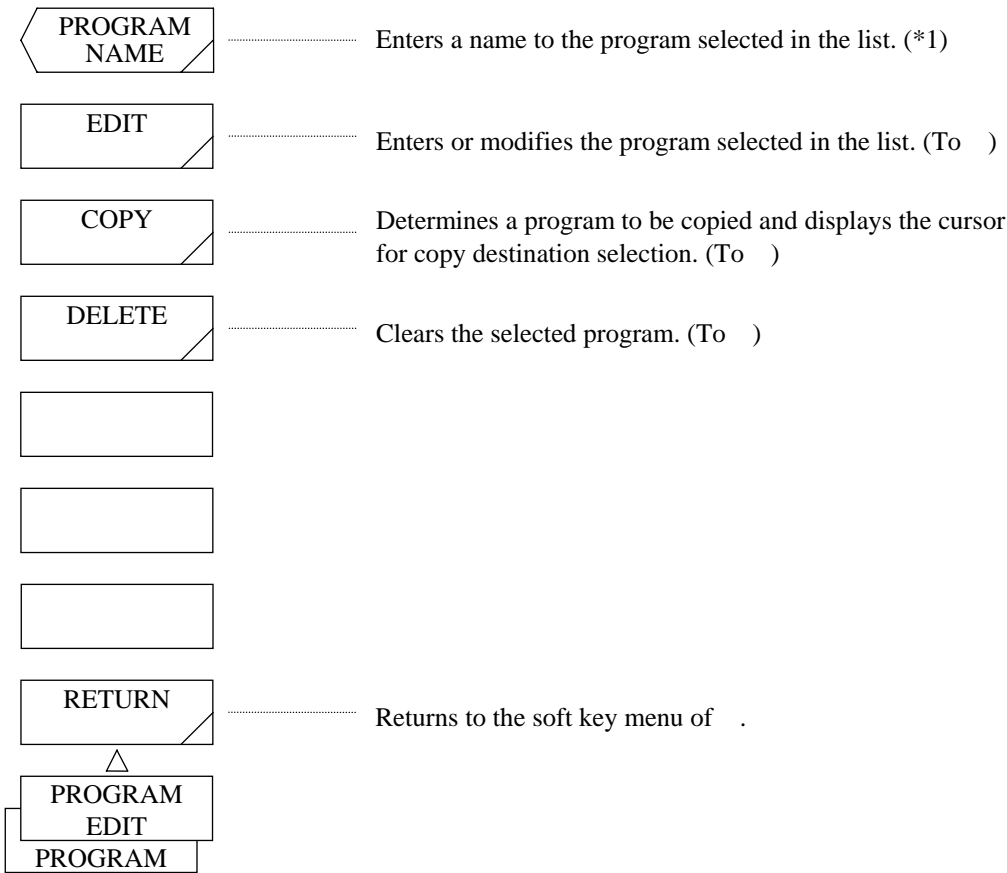 PROGRAM
NAME
Enters a name to the program selected in the list. (*1)
EDIT
Enters or modifies the program selected in the list. (To )
COPY
Determines a program to be copied and displays the cursor
for copy destination selection. (To )
DELETE
Clears the selected program. (To )
RETURN
Returns to the soft key menu of .
PROGRAM
EDIT
PROGRAM